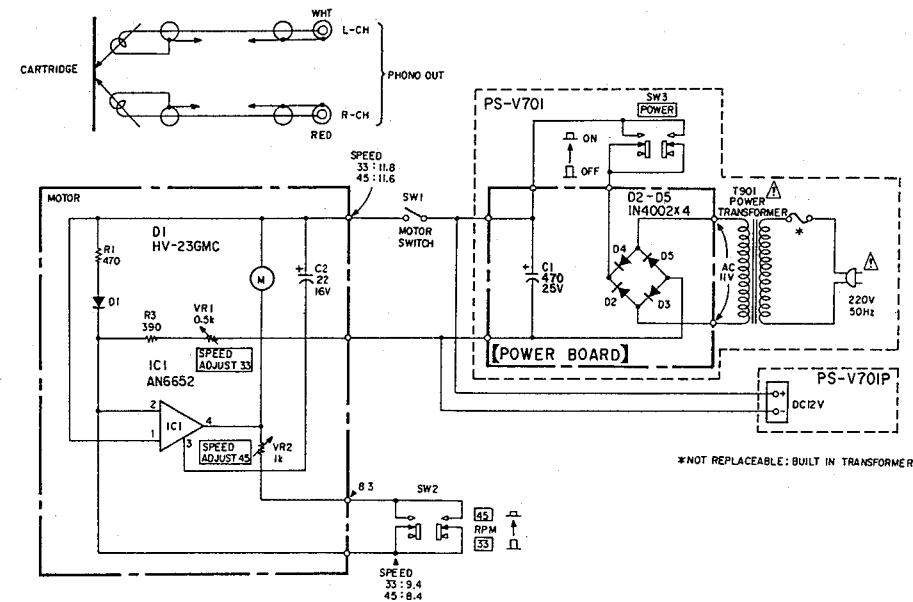 WHT
L-CH
CARTRIDGE
PHONO OUT
R-CH
RED
PS-V701
SW3
POWER
ON
OFF
SPEED
33:11.8
45:11.6
MOTOR
SW1
MOTOR
SWITCH
D2-D5
1N4002×4
T901
POWER
TRANSFORMER
*
D1
HV-23GMC
R1
470
M
C2
22
16V
C1
470
25V
D4
D5
D2
D3
AC
11V
220V
50Hz
D1
R3
390
VR1
0.5k
SPEED
ADJUST 33
【POWER BOARD】
IC1
AN6652
PS-V701P
+
-
DC12V
2
1
IC1
4
3
SPEED
ADJUST 45
VR2
1k
*NOT REPLACEABLE: BUILT IN TRANSFORMER
8 3
SW2
45
RPM
33
SPEED
33:9.4
45:8.4